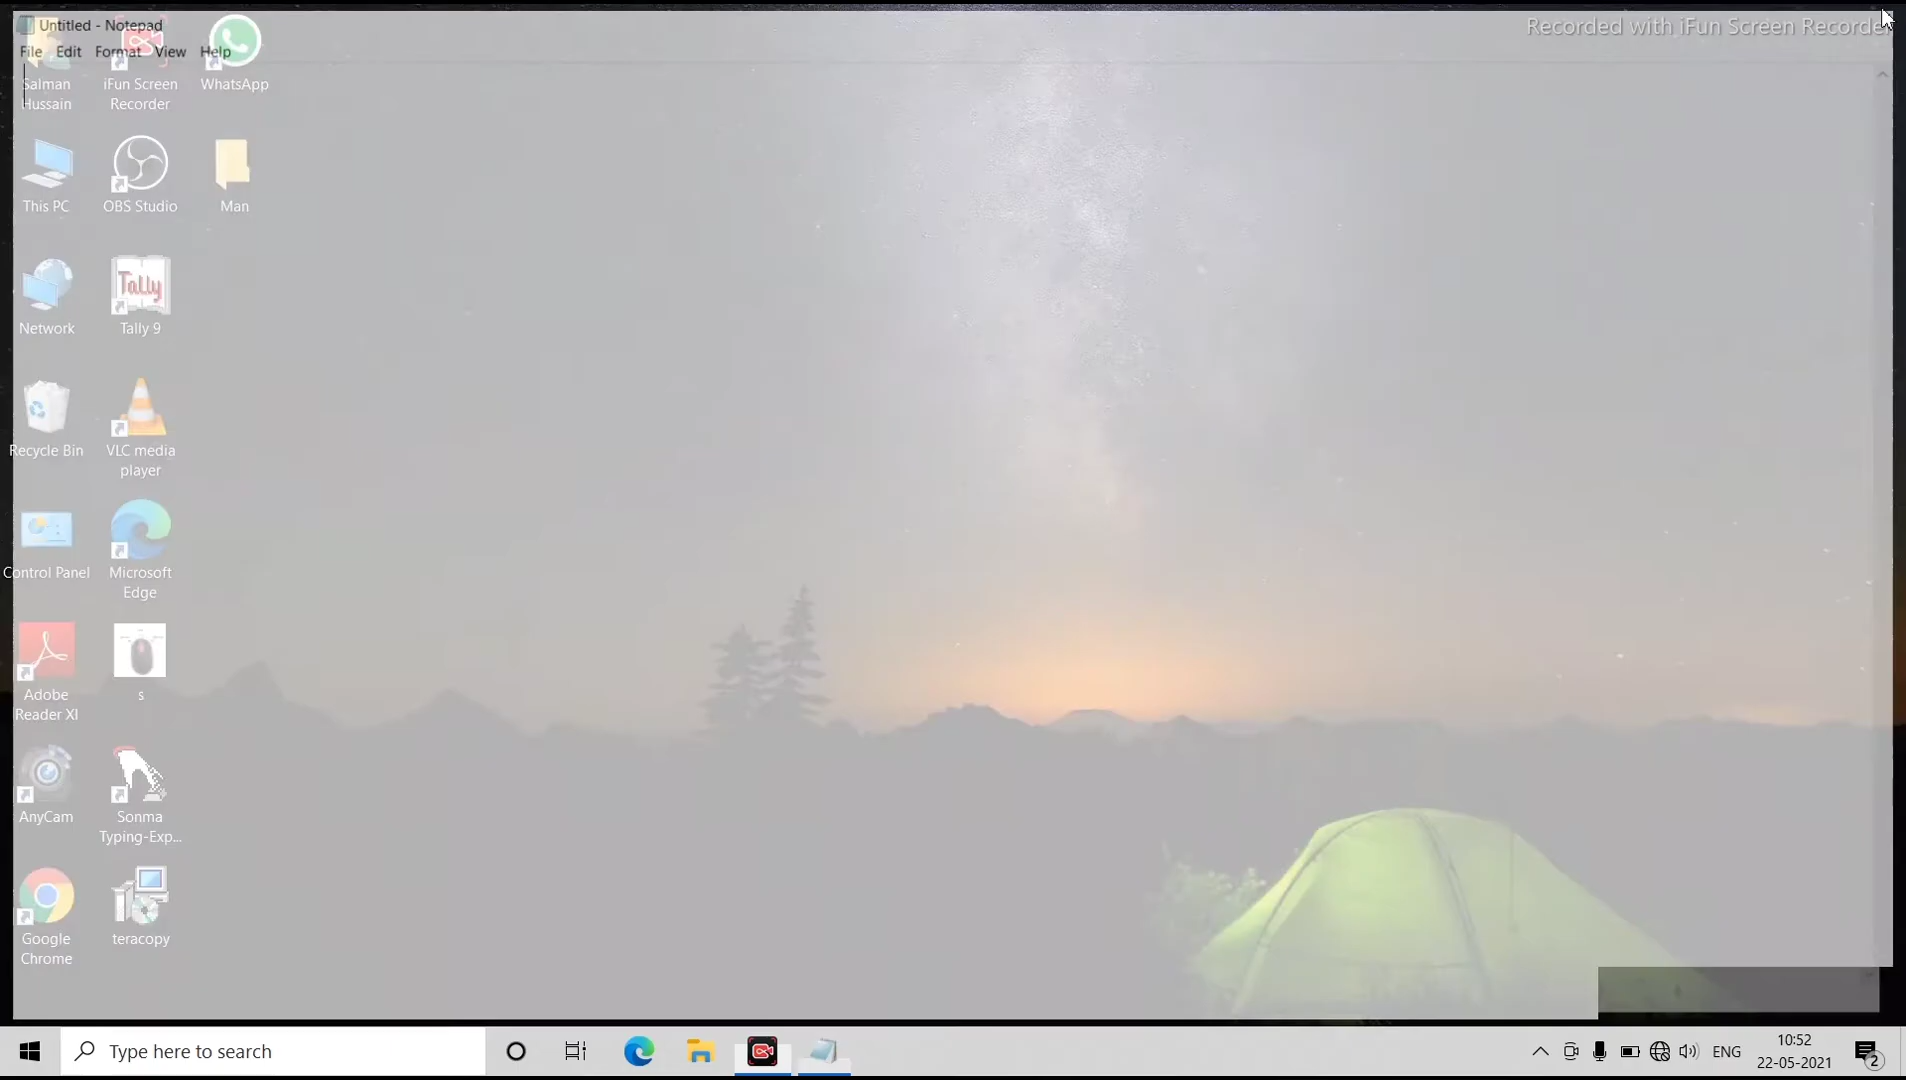 Untitled - Notepad
Recorded with iFun Screen Recorder
File Edit Format View Help
Salman Hussain
iFun Screen Recorder
WhatsApp
This PC
OBS Studio
Man
Network
Tally
Tally 9
Recycle Bin
VLC media player
Control Panel
Microsoft Edge
Adobe Reader XI
s
AnyCam
Sonma Typing-Exp...
Google Chrome
teracopy
Type here to search
ENG
10:52
22-05-2021
2